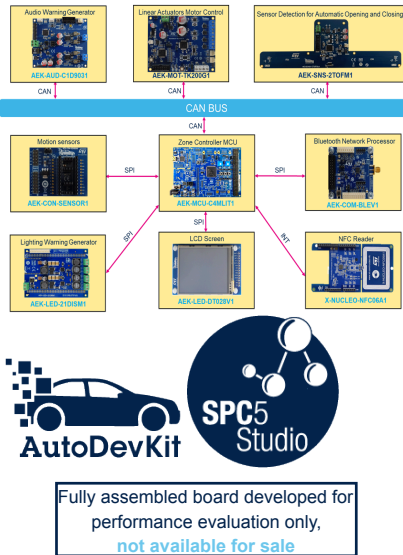 Audio Warning Generator
AEK-AUD-C1D9031
Linear Actuators Motor Control
AEK-MOT-TK200G1
Sensor Detection for Automatic Opening and Closing
AEK-SNS-2TOFM1
CAN
CAN
CAN
CAN BUS
CAN
Motion sensors
AEK-CON-SENSOR1
SPI
Zone Controller MCU
AEK-MCU-C4MLIT1
SPI
Bluetooth Network Processor
AEK-COM-BLEV1
SPI
SPI
INT
Lighting Warning Generator
AEK-LED-21DISM1
LCD Screen
AEK-LED-DT028V1
NFC Reader
X-NUCLEO-NFC06A1
AutoDevKit
SPC5
Studio
Fully assembled board developed for
performance evaluation only,
not available for sale